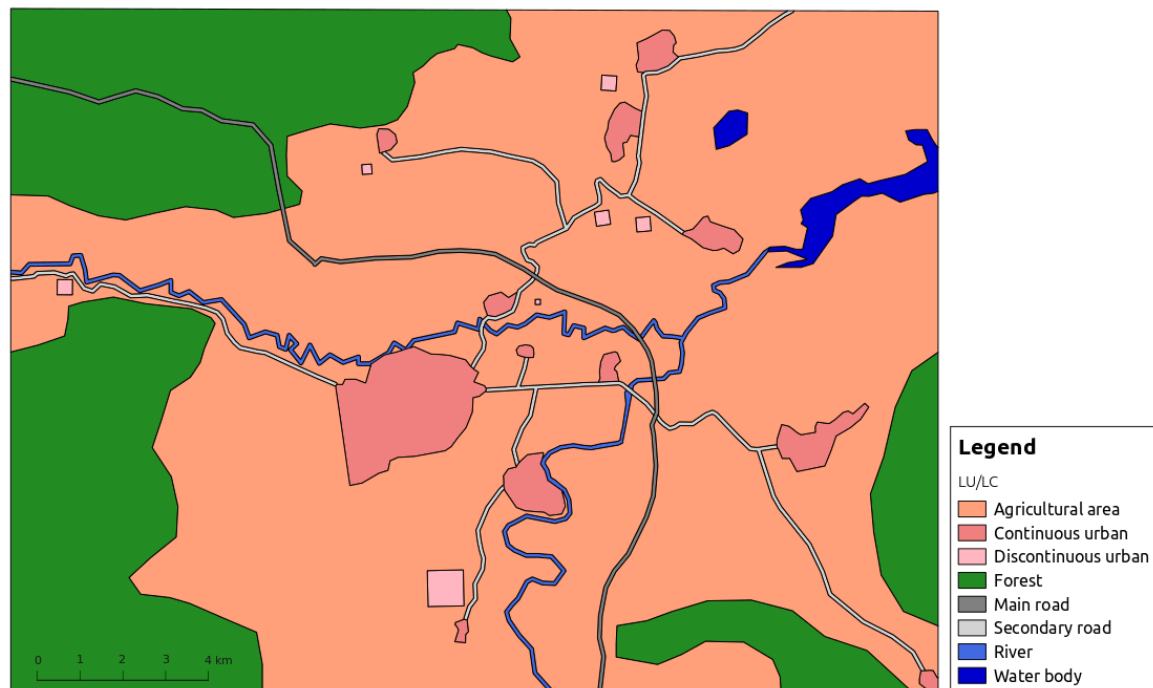 0 1 2 3 4 km
Legend
LU/LC
Agricultural area
Continuous urban
Discontinuous urban
Forest
Main road
Secondary road
River
Water body